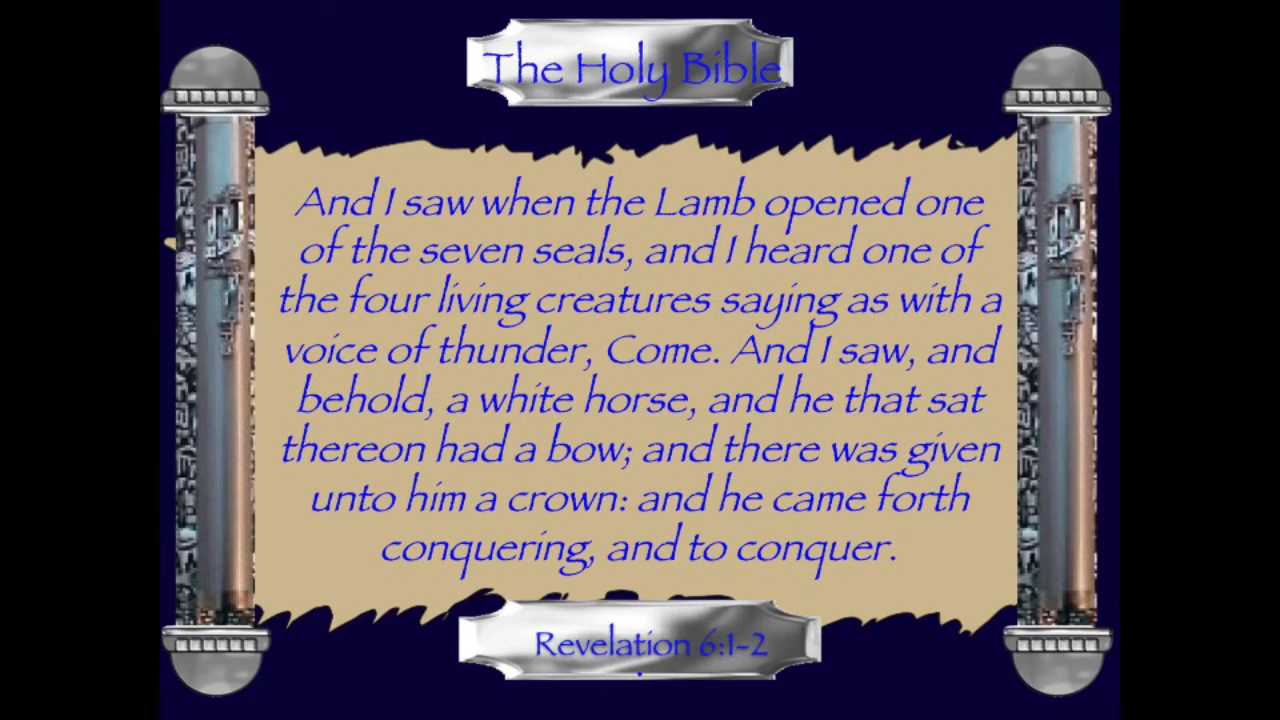 The Holy Bible
And I saw when the Lamb opened one
of the seven seals, and I heard one of
the four living creatures saying as with a
voice of thunder, Come. And I saw, and
behold, a white horse, and he that sat
thereon had a bow; and there was given
unto him a crown: and he came forth
conquering, and to conquer.
Revelation 6:1-2